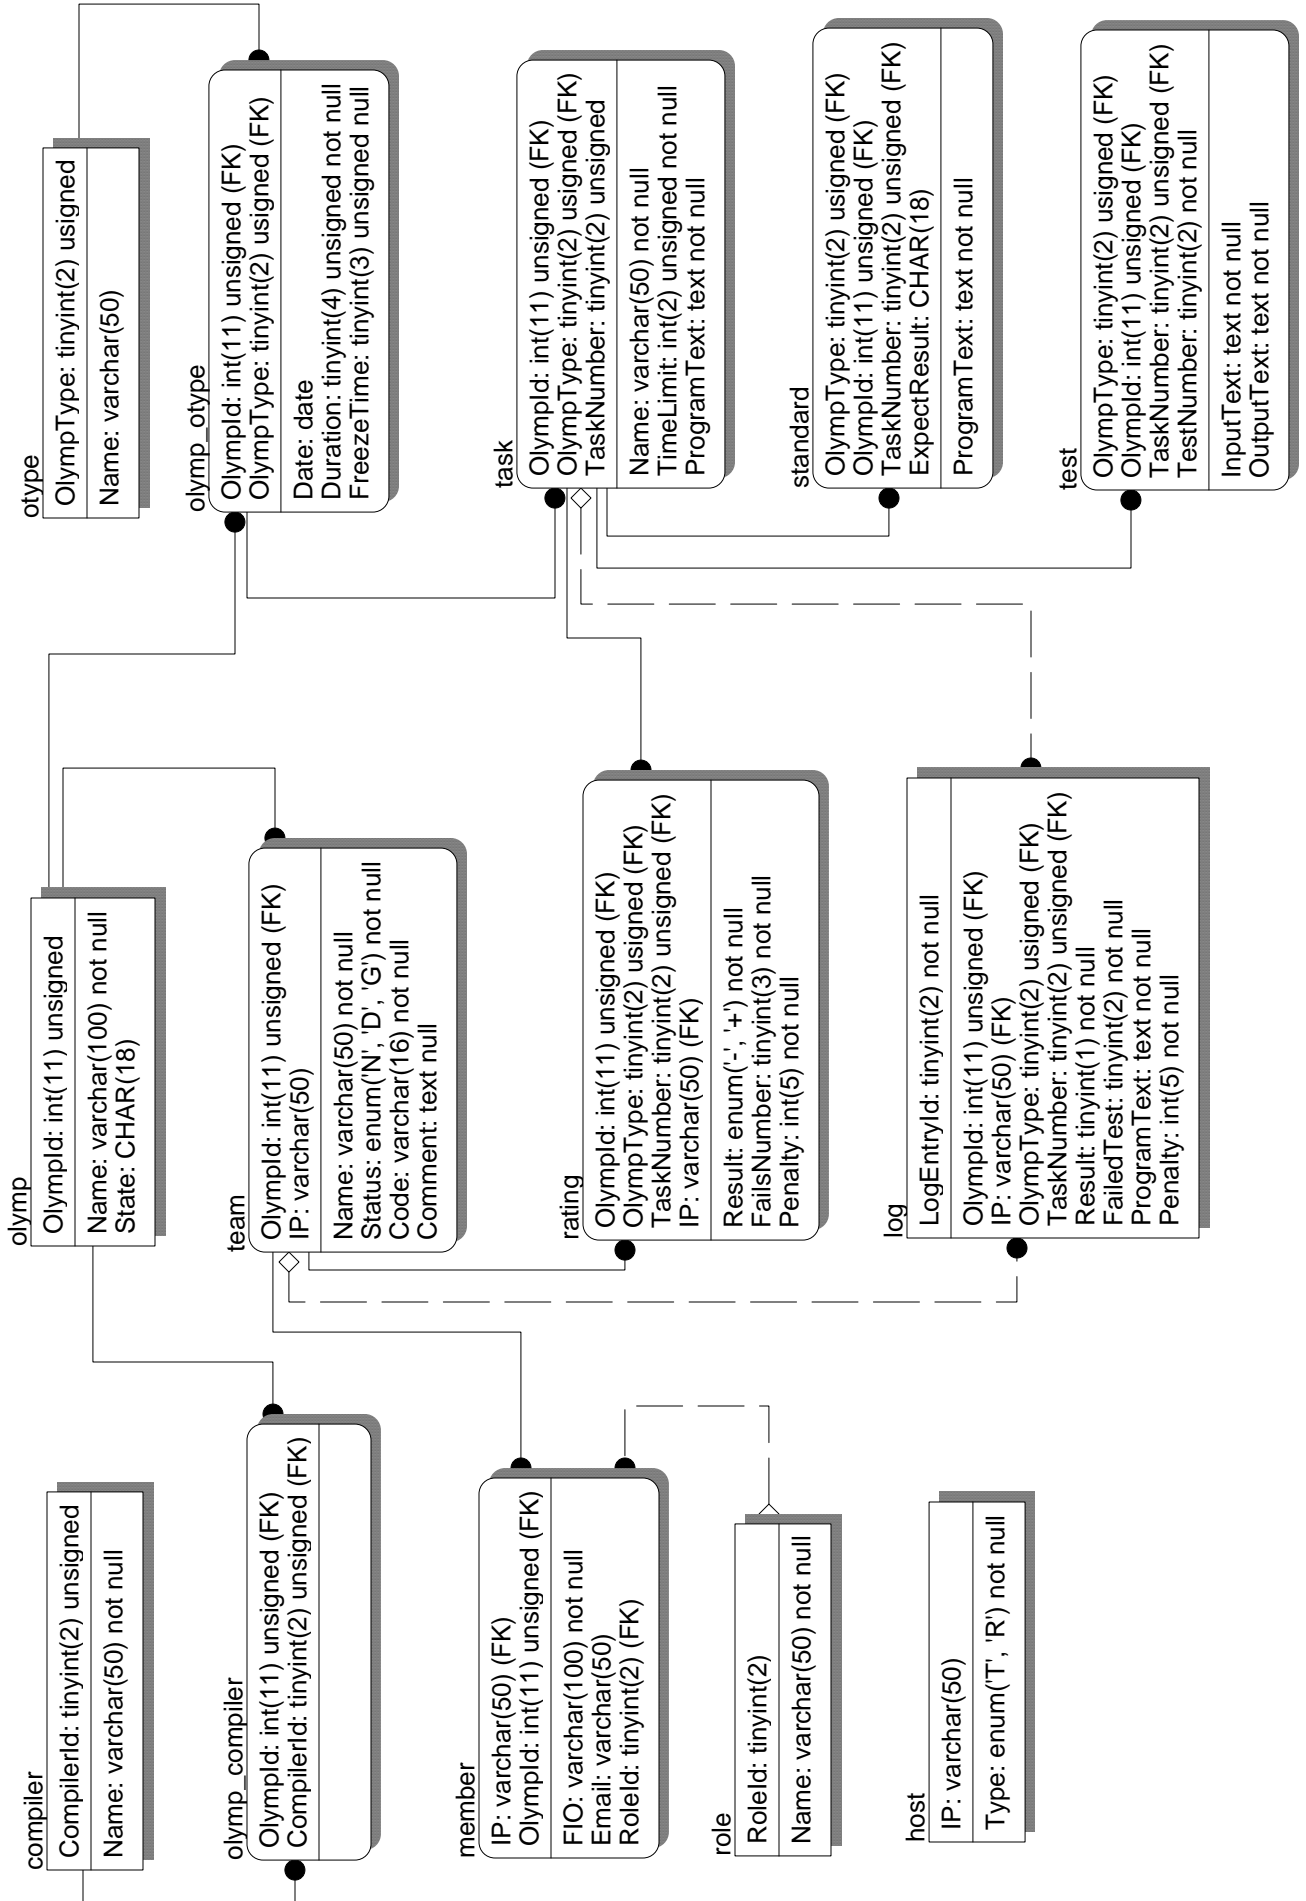 compiler
CompilerId: tinyint(2) unsigned
Name: varchar(50) not null
olymp_compiler
OlympId: int(11) unsigned (FK)
CompilerId: tinyint(2) unsigned (FK)
member
IP: varchar(50) (FK)
OlympId: int(11) unsigned (FK)
FIO: varchar(100) not null
Email: varchar(50)
RoleId: tinyint(2) (FK)
role
RoleId: tinyint(2)
Name: varchar(50) not null
host
IP: varchar(50)
Type: enum('T', 'R') not null
olymp
OlympId: int(11) unsigned
Name: varchar(100) not null
State: CHAR(18)
team
OlympId: int(11) unsigned (FK)
IP: varchar(50)
Name: varchar(50) not null
Status: enum('N', 'D', 'G') not null
Code: varchar(16) not null
Comment: text null
rating
OlympId: int(11) unsigned (FK)
OlympType: tinyint(2) usigned (FK)
TaskNumber: tinyint(2) unsigned (FK)
IP: varchar(50) (FK)
Result: enum('-', '+') not null
FailsNumber: tinyint(3) not null
Penalty: int(5) not null
log
LogEntryId: tinyint(2) not null
OlympId: int(11) unsigned (FK)
IP: varchar(50) (FK)
OlympType: tinyint(2) usigned (FK)
TaskNumber: tinyint(2) unsigned (FK)
Result: tinyint(1) not null
FailedTest: tinyint(2) not null
ProgramText: text not null
Penalty: int(5) not null
otype
OlympType: tinyint(2) usigned
Name: varchar(50)
olymp_otype
OlympId: int(11) unsigned (FK)
OlympType: tinyint(2) usigned (FK)
Date: date
Duration: tinyint(4) unsigned not null
FreezeTime: tinyint(3) unsigned null
task
OlympId: int(11) unsigned (FK)
OlympType: tinyint(2) usigned (FK)
TaskNumber: tinyint(2) unsigned
Name: varchar(50) not null
TimeLimit: int(2) unsigned not null
ProgramText: text not null
standard
OlympType: tinyint(2) usigned (FK)
OlympId: int(11) unsigned (FK)
TaskNumber: tinyint(2) unsigned (FK)
ExpectResult: CHAR(18)
ProgramText: text not null
test
OlympType: tinyint(2) usigned (FK)
OlympId: int(11) unsigned (FK)
TaskNumber: tinyint(2) unsigned (FK)
TestNumber: tinyint(2) not null
InputText: text not null
OutputText: text not null